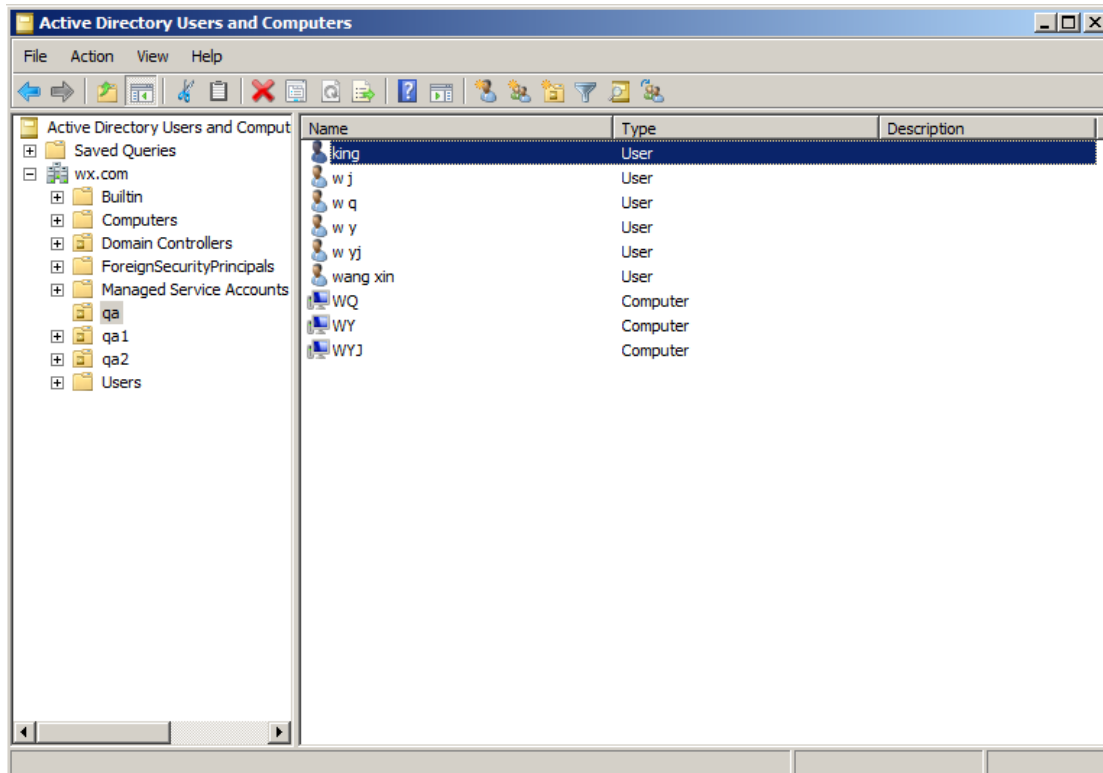 Active Directory Users and Computers
File Action View Help
Active Directory Users and Comput
Saved Queries
wx.com
Builtin
Computers
Domain Controllers
ForeignSecurityPrincipals
Managed Service Accounts
qa
qa1
qa2
Users
Name Type Description
king User
w j User
w q User
w y User
w yj User
wang xin User
WQ Computer
WY Computer
WYJ Computer